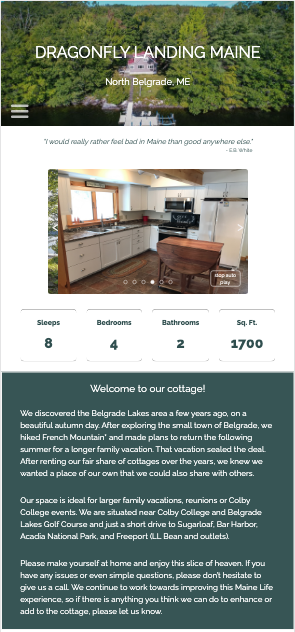 DRAGONFLY LANDING MAINE
North Belgrade, ME
"I would really rather feel bad in Maine than good anywhere else."
- E.B. White
stop auto
play
Sleeps
8
Bedrooms
4
Bathrooms
2
Sq. Ft.
1700
Welcome to our cottage!
We discovered the Belgrade Lakes area a few years ago, on a
beautiful autumn day. After exploring the small town of Belgrade, we
hiked French Mountain* and made plans to return the following
summer for a longer family vacation. That vacation sealed the deal.
After renting our fair share of cottages over the years, we knew we
wanted a place of our own that we could also share with others.
Our space is ideal for larger family vacations, reunions or Colby
College events. We are situated near Colby College and Belgrade
Lakes Golf Course and just a short drive to Sugarloaf, Bar Harbor,
Acadia National Park, and Freeport (LL Bean and outlets).
Please make yourself at home and enjoy this slice of heaven. If you
have any issues or even simple questions, please don't hesitate to
give us a call. We continue to work towards improving this Maine Life
experience, so if there is anything you think we can do to enhance or
add to the cottage, please let us know.